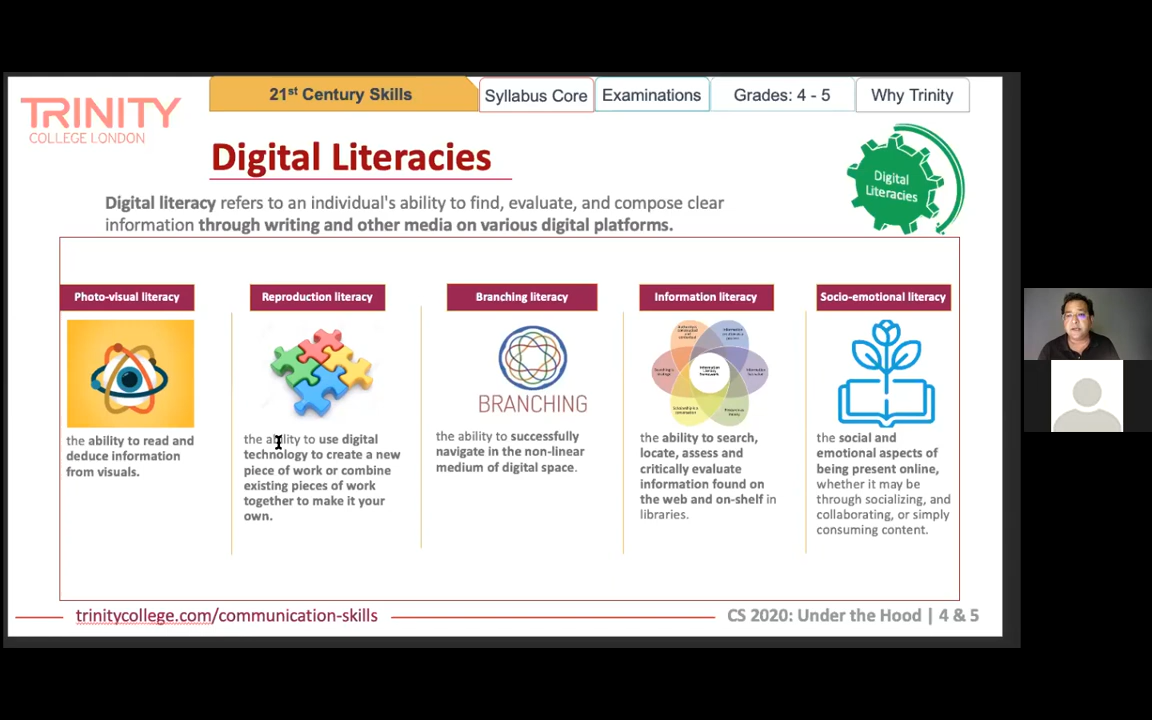 TRINITY
COLLEGE LONDON
21st Century Skills
Syllabus Core
Examinations
Grades: 4 - 5
Why Trinity
Digital Literacies
Digital literacy refers to an individual's ability to find, evaluate, and compose clear
information through writing and other media on various digital platforms.
Digital
Literacies
Photo-visual literacy
the ability to read and
deduce information
from visuals.
Reproduction literacy
the ability to use digital
technology to create a new
piece of work or combine
existing pieces of work
together to make it your
own.
Branching literacy
BRANCHING
the ability to successfully
navigate in the non-linear
medium of digital space.
Information literacy
the ability to search,
locate, assess and
critically evaluate
information found on
the web and on-shelf in
libraries.
Socio-emotional literacy
the social and
emotional aspects of
being present online,
whether it may be
through socializing, and
collaborating, or simply
consuming content.
trinitycollege.com/communication-skills
CS 2020: Under the Hood | 4 & 5